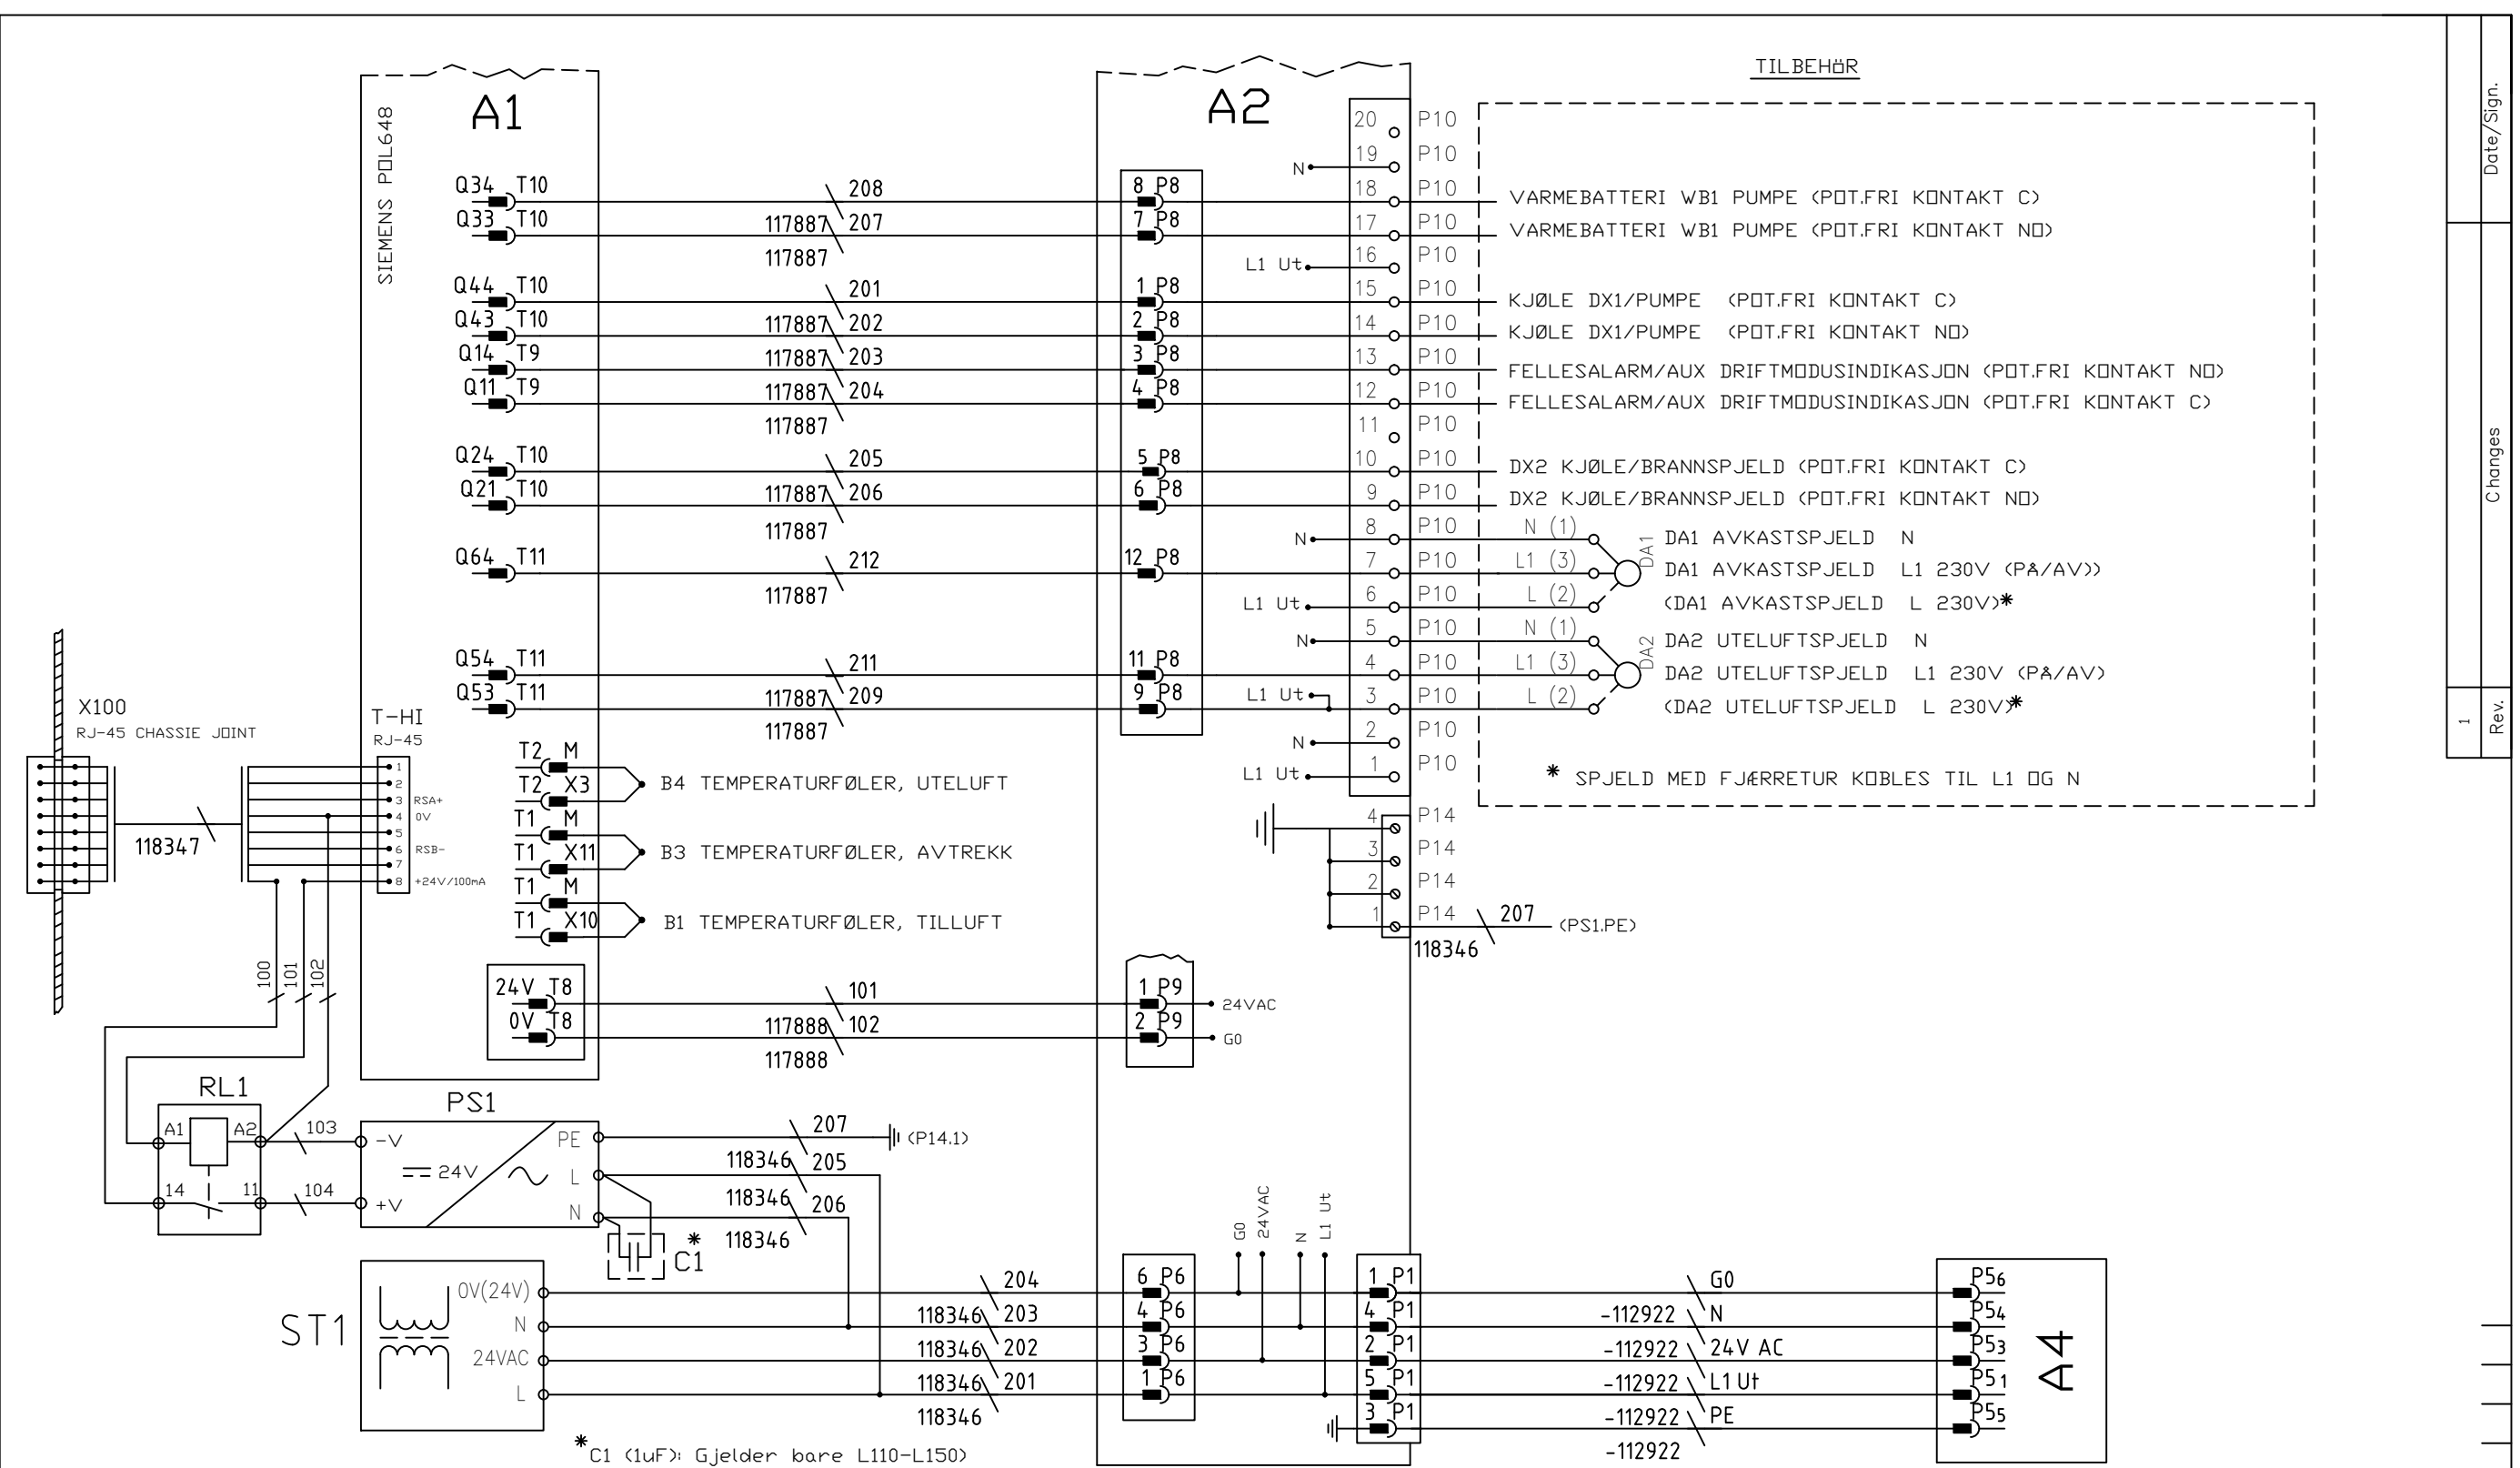 TILBEHÖR
Date/Sign.
Changes
1
Rev.
A1
SIEMENS POL648
A2
20 P10
N 19 P10
Q34 T10 208 8 P8 18 P10 VARMEBATTERI WB1 PUMPE (POT.FRI KONTAKT C)
Q33 T10 117887 207 7 P8 17 P10 VARMEBATTERI WB1 PUMPE (POT.FRI KONTAKT NO)
117887
L1 Ut 16 P10
Q44 T10 201 1 P8 15 P10 KJØLE DX1/PUMPE (POT.FRI KONTAKT C)
Q43 T10 117887 202 2 P8 14 P10 KJØLE DX1/PUMPE (POT.FRI KONTAKT NO)
Q14 T9 117887 203 3 P8 13 P10 FELLESALARM/AUX DRIFTMODUSINDIKASJON (POT.FRI KONTAKT NO)
Q11 T9 117887 204 4 P8 12 P10 FELLESALARM/AUX DRIFTMODUSINDIKASJON (POT.FRI KONTAKT C)
117887
11 P10
Q24 T10 205 5 P8 10 P10 DX2 KJØLE/BRANNSPJELD (POT.FRI KONTAKT C)
Q21 T10 117887 206 6 P8 9 P10 DX2 KJØLE/BRANNSPJELD (POT.FRI KONTAKT NO)
117887
N 8 P10 N (1) DA1 AVKASTSPJELD N
DA1
Q64 T11 212 12 P8 7 P10 L1 (3) DA1 AVKASTSPJELD L1 230V (PÅ/AV))
117887
L1 Ut 6 P10 L (2) (DA1 AVKASTSPJELD L 230V)*
N 5 P10 N (1) DA2 UTELUFTSPJELD N
DA2
Q54 T11 211 11 P8 4 P10 L1 (3) DA2 UTELUFTSPJELD L1 230V (PÅ/AV)
Q53 T11 117887 209 9 P8 L1 Ut 3 P10 L (2) (DA2 UTELUFTSPJELD L 230V)*
117887
N 2 P10
L1 Ut 1 P10
* SPJELD MED FJÆRRETUR KOBLES TIL L1 OG N
X100
RJ-45 CHASSIE JOINT
118347
T-HI
RJ-45
1
2
3 RSA+
4 0V
5
6 RSB-
7
8 +24V/100mA
T2 M
T2 X3
B4 TEMPERATURFØLER, UTELUFT
T1 M
T1 X11
B3 TEMPERATURFØLER, AVTREKK
T1 M
T1 X10
B1 TEMPERATURFØLER, TILLUFT
4 P14
3 P14
2 P14
1 P14 207 (PS1.PE)
118346
100
101
102
24V T8 101 1 P9 24VAC
0V T8 117888 102 2 P9 G0
117888
RL1
A1 A2 103
14 11 104
PS1
-V
24V
+V
PE 207 (P14.1)
L 118346 205
N 118346 206
118346
*
C1
G0
24VAC
N
L1 Ut
ST1
0V(24V) 204 6 P6 1 P1 G0 P56
N 118346 203 4 P6 4 P1 -112922 N P54
24VAC 118346 202 3 P6 2 P1 -112922 24V AC P53
L 118346 201 1 P6 5 P1 -112922 L1 Ut P51
118346 3 P1 -112922 PE P55
-112922
A4
*C1 (1uF): Gjelder bare L110-L150)